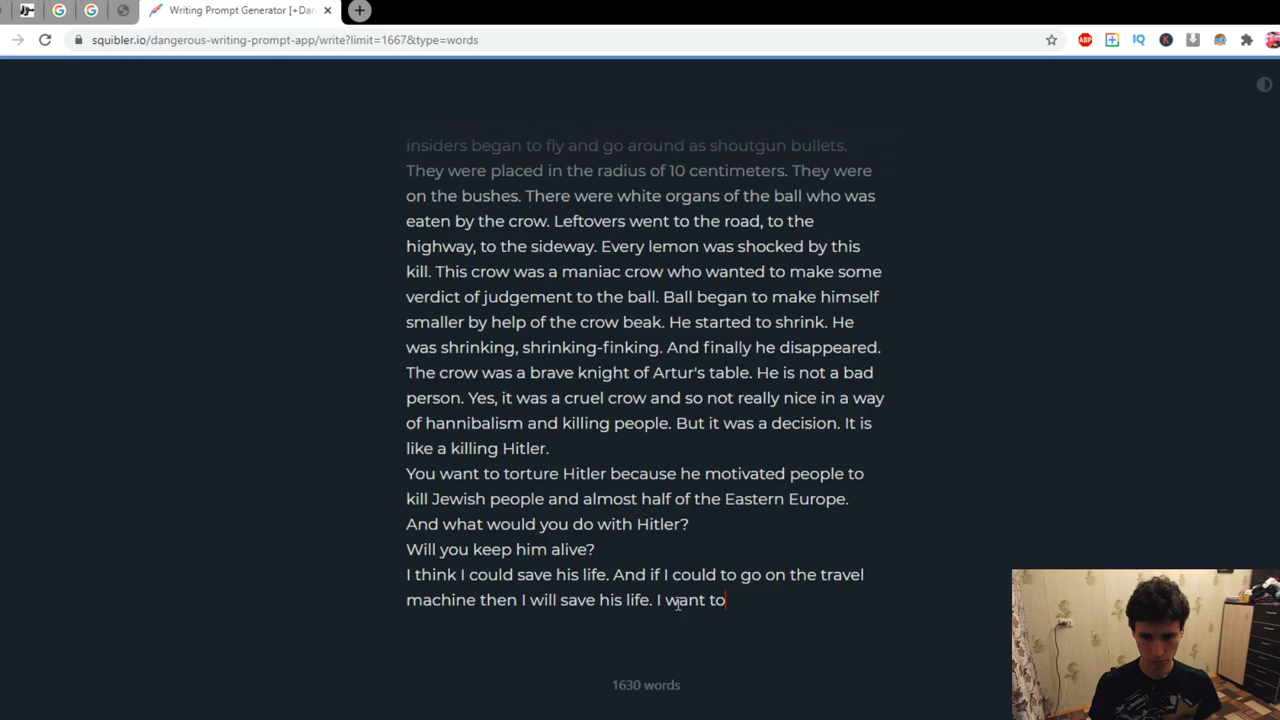 Writing Prompt Generator [+Dan
squibler.io/dangerous-writing-prompt-app/write?limit=1667&type=words
insiders began to fly and go around as shoutgun bullets.
They were placed in the radius of 10 centimeters. They were
on the bushes. There were white organs of the ball who was
eaten by the crow. Leftovers went to the road, to the
highway, to the sideway. Every lemon was shocked by this
kill. This crow was a maniac crow who wanted to make some
verdict of judgement to the ball. Ball began to make himself
smaller by help of the crow beak. He started to shrink. He
was shrinking, shrinking-finking. And finally he disappeared.
The crow was a brave knight of Artur's table. He is not a bad
person. Yes, it was a cruel crow and so not really nice in a way
of hannibalism and killing people. But it was a decision. It is
like a killing Hitler.
You want to torture Hitler because he motivated people to
kill Jewish people and almost half of the Eastern Europe.
And what would you do with Hitler?
Will you keep him alive?
I think I could save his life. And if I could to go on the travel
machine then I will save his life. I want to
1630 words